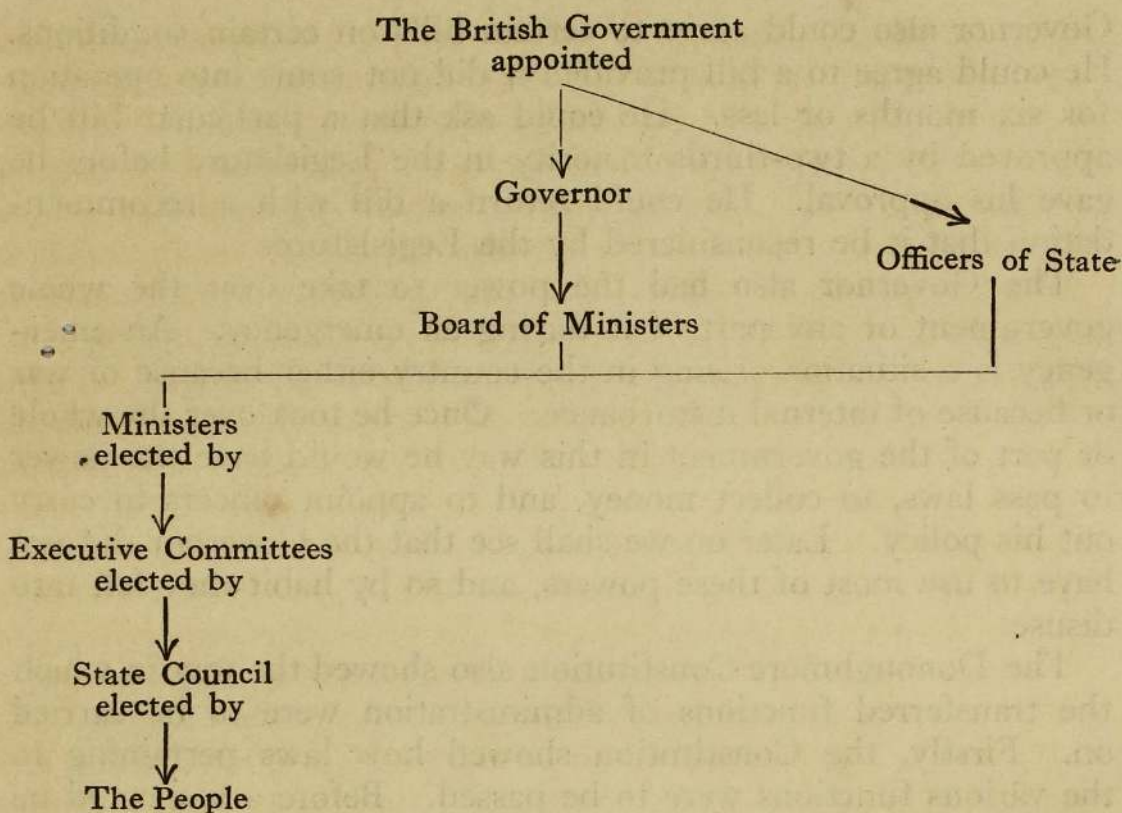 The British Government
appointed
Governor
Officers of State
Board of Ministers
Ministers
elected by
Executive Committees
elected by
State Council
elected by
The People